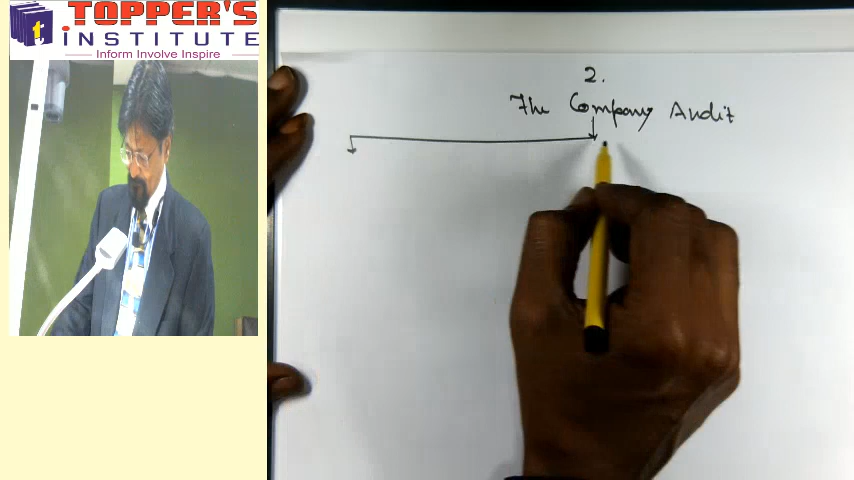 TOPPER'S
iNSTITUTE
Inform Involve Inspire
t
2.
The Company Audit